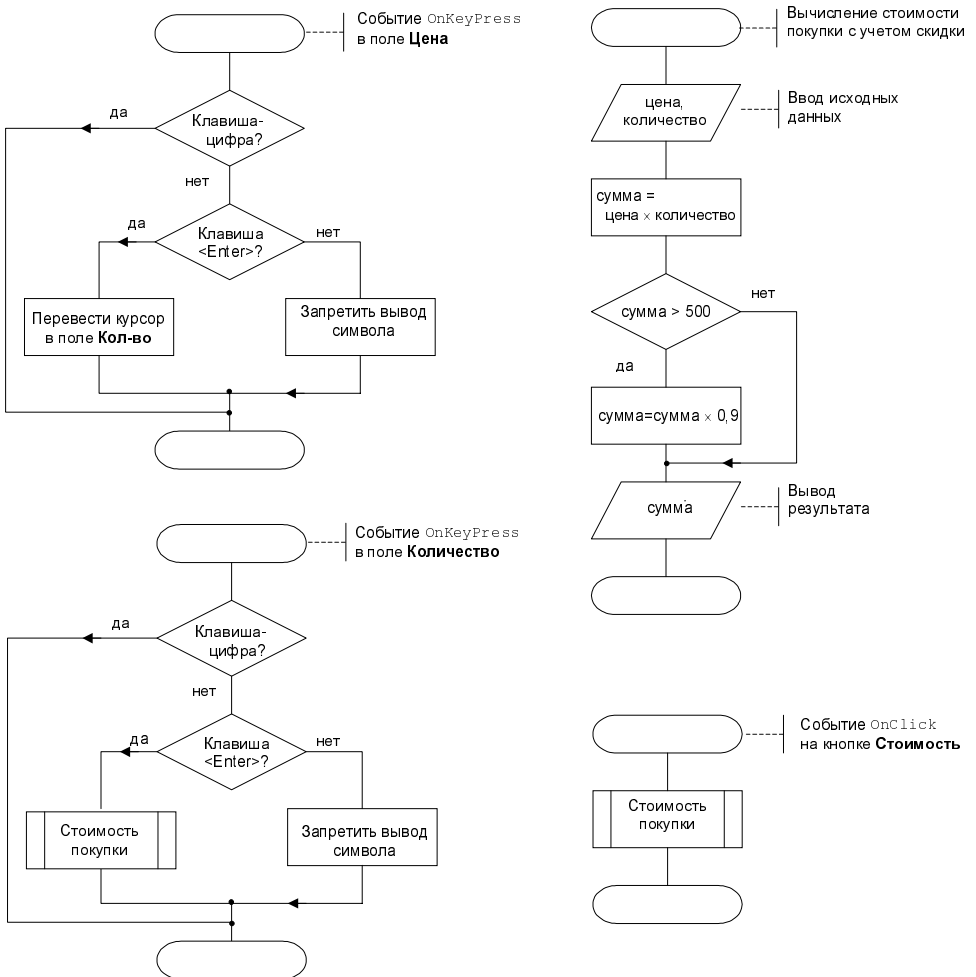 Событие OnKeyPress
в поле Цена
да
Клавиша-
цифра?
нет
да
Клавиша
<Enter>?
нет
Перевести курсор
в поле Кол-во
Запретить вывод
символа
Вычисление стоимости
покупки с учетом скидки
цена,
количество
Ввод исходных
данных
сумма =
цена × количество
нет
сумма > 500
да
сумма=сумма × 0,9
сумма
Вывод
результата
Событие OnKeyPress
в поле Количество
да
Клавиша-
цифра?
нет
да
Клавиша
<Enter>?
нет
Стоимость
покупки
Запретить вывод
символа
Событие OnClick
на кнопке Стоимость
Стоимость
покупки